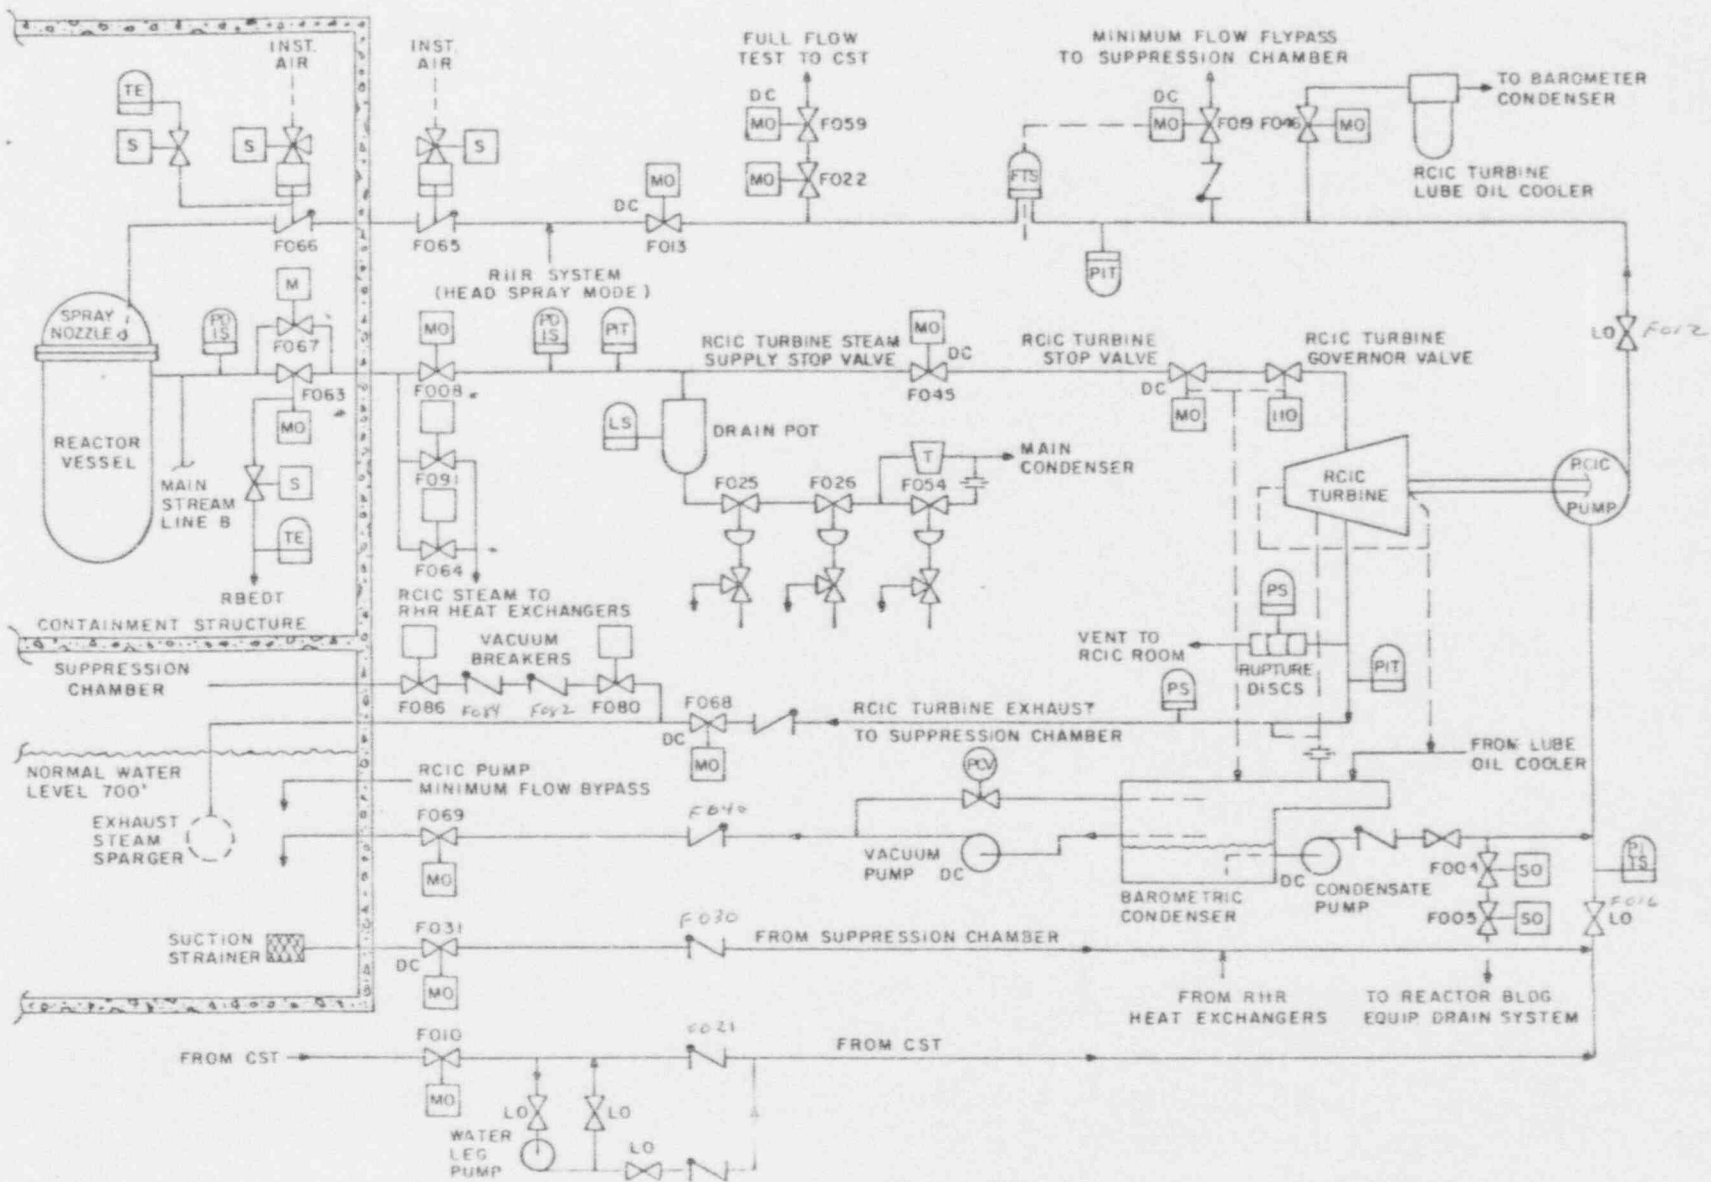 INST.
AIR
INST.
AIR
FULL FLOW
TEST TO CST
MINIMUM FLOW FLYPASS
TO SUPPRESSION CHAMBER
TO BAROMETER
CONDENSER
TE
S
S
S
DC
MO
F059
MO
F022
DC
MO
F019
F046
MO
FTS
RCIC TURBINE
LUBE OIL COOLER
MO
DC
F066
F065
F013
RHR SYSTEM
(HEAD SPRAY MODE)
PIT
SPRAY
NOZZLE
PD
IS
M
F067
F063
MO
MO
F008
PD
IS
PIT
RCIC TURBINE STEAM
SUPPLY STOP VALVE
MO
DC
F045
RCIC TURBINE
STOP VALVE
DC
MO
RCIC TURBINE
GOVERNOR VALVE
HO
LO
F012
REACTOR
VESSEL
MAIN
STREAM
LINE B
S
TE
RBEDT
F091
F064
RCIC STEAM TO
RHR HEAT EXCHANGERS
LS
DRAIN POT
F025
F026
T
F054
MAIN
CONDENSER
RCIC
TURBINE
RCIC
PUMP
CONTAINMENT STRUCTURE
SUPPRESSION
CHAMBER
VACUUM
BREAKERS
F086
F084
F082
F080
F068
DC
MO
PS
VENT TO
RCIC ROOM
RUPTURE
DISCS
PIT
PS
RCIC TURBINE EXHAUST
TO SUPPRESSION CHAMBER
NORMAL WATER
LEVEL 700'
RCIC PUMP
MINIMUM FLOW BYPASS
EXHAUST
STEAM
SPARGER
F069
MO
F040
PCV
VACUUM
PUMP DC
FROM LUBE
OIL COOLER
BAROMETRIC
CONDENSER
DC
CONDENSATE
PUMP
F004
SO
F005
SO
F016
LO
SUCTION
STRAINER
F031
DC
MO
F030
FROM SUPPRESSION CHAMBER
FROM RHR
HEAT EXCHANGERS
TO REACTOR BLDG
EQUIP DRAIN SYSTEM
FROM CST
F010
MO
F021
FROM CST
LO
LO
WATER
LEG
PUMP
LO